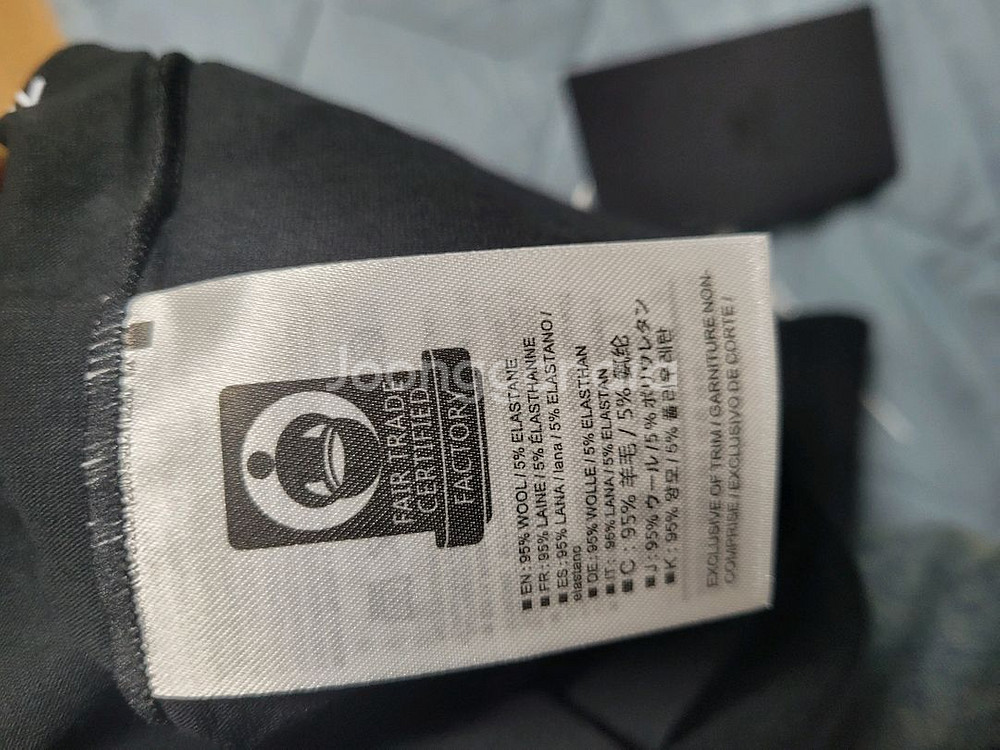 FAIR TRADE
CERTIFIED
FACTORY
■ EN : 95% WOOL / 5% ELASTANE
■ FR : 95% LAINE / 5% ÉLASTHANNE
■ ES : 95% LANA / lana / 5% ELASTANO /
elastano
■ DE : 95% WOLLE / 5% ELASTHAN
■ IT : 95% LANA / 5% ELASTAN
■ C : 95% 羊毛 / 5% 氨纶
■ J : 95% ウール / 5% ポリウレタン
■ K : 95% 양모 / 5% 폴리우레탄
EXCLUSIVE OF TRIM / GARNITURE NON-
COMPRISE / EXCLUSIVO DE CORTE /